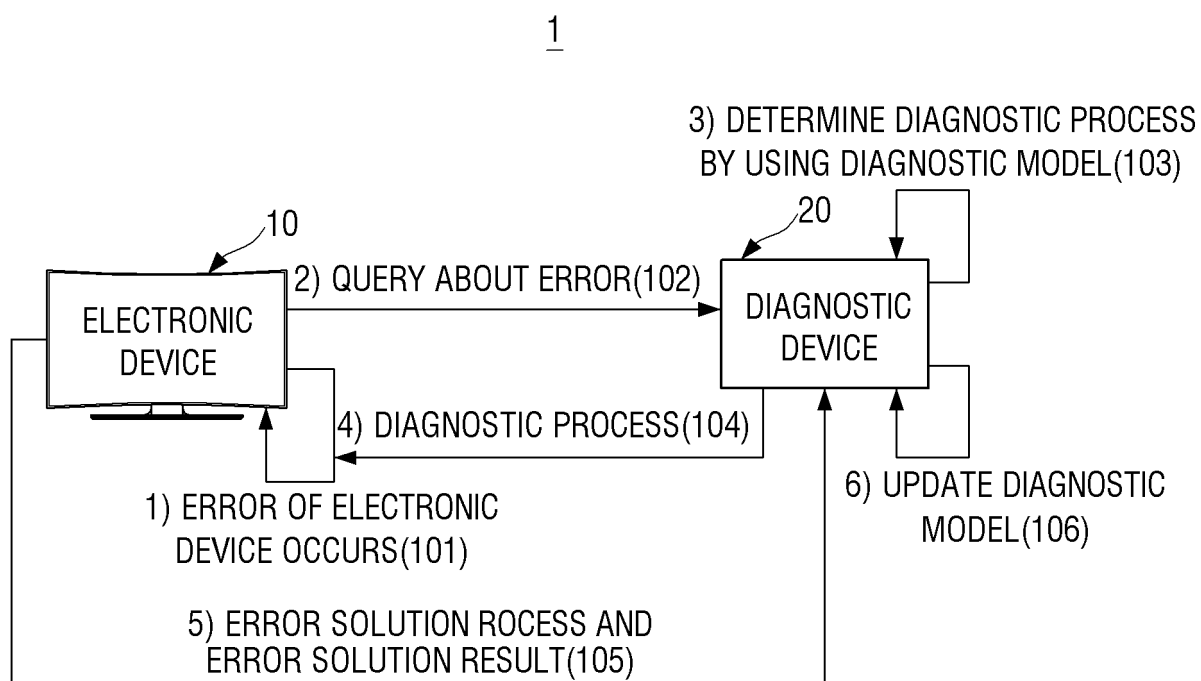 1
3) DETERMINE DIAGNOSTIC PROCESS
BY USING DIAGNOSTIC MODEL(103)
10
20
2) QUERY ABOUT ERROR(102)
ELECTRONIC
DEVICE
DIAGNOSTIC
DEVICE
4) DIAGNOSTIC PROCESS(104)
1) ERROR OF ELECTRONIC
DEVICE OCCURS(101)
6) UPDATE DIAGNOSTIC
MODEL(106)
5) ERROR SOLUTION ROCESS AND
ERROR SOLUTION RESULT(105)